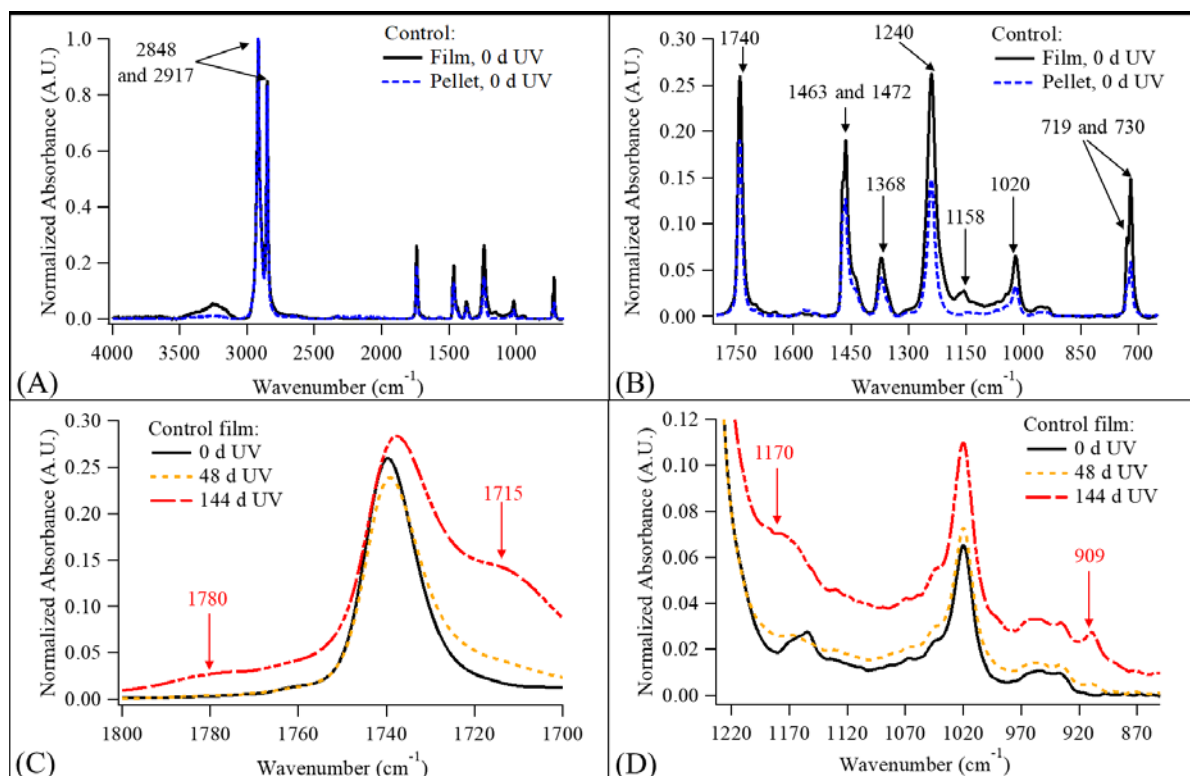 Control:
Film, 0 d UV
Pellet, 0 d UV
2848
and 2917
1.0
0.8
0.6
0.4
0.2
0.0
Normalized Absorbance (A.U.)
4000 3500 3000 2500 2000 1500 1000
Wavenumber (cm⁻¹)
(A)
Control:
Film, 0 d UV
Pellet, 0 d UV
1740
1240
1463 and 1472
719 and 730
1368
1020
1158
0.30
0.25
0.20
0.15
0.10
0.05
0.00
Normalized Absorbance (A.U.)
1750 1600 1450 1300 1150 1000 850 700
Wavenumber (cm⁻¹)
(B)
Control film:
0 d UV
48 d UV
144 d UV
1715
1780
0.30
0.25
0.20
0.15
0.10
0.05
0.00
Normalized Absorbance (A.U.)
1800 1780 1760 1740 1720 1700
Wavenumber (cm⁻¹)
(C)
Control film:
0 d UV
48 d UV
144 d UV
1170
909
0.12
0.10
0.08
0.06
0.04
0.02
0.00
Normalized Absorbance (A.U.)
1220 1170 1120 1070 1020 970 920 870
Wavenumber (cm⁻¹)
(D)